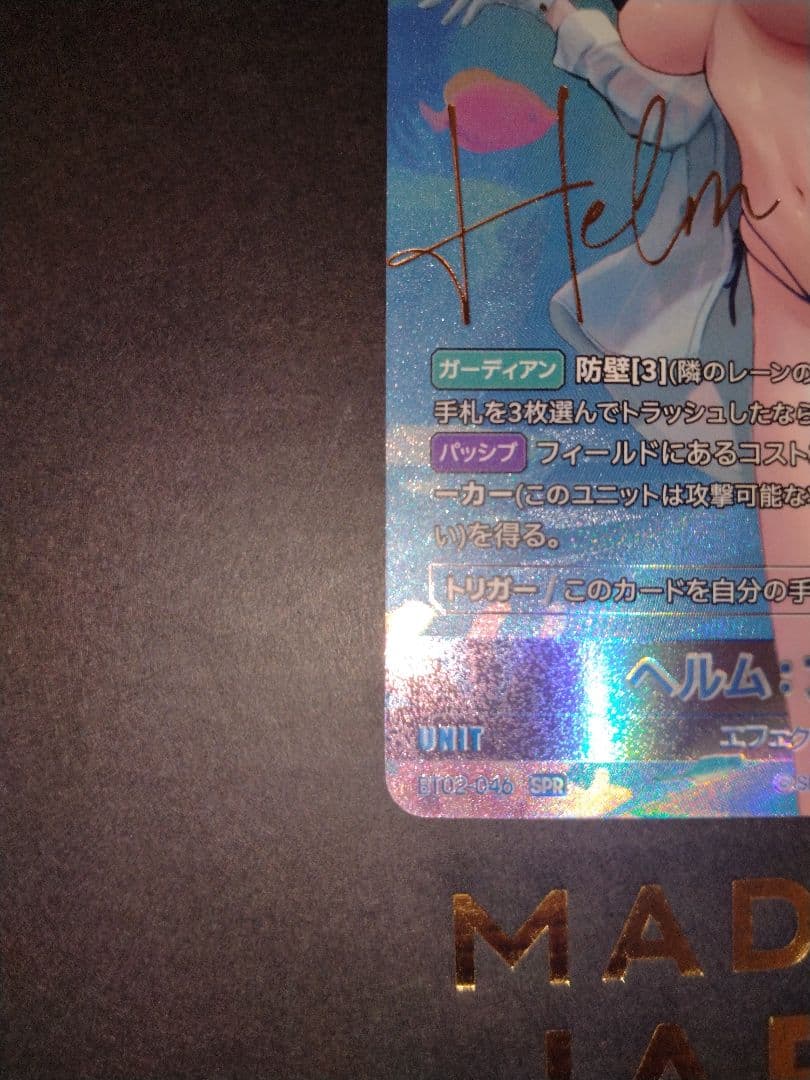 Helm
ガーディアン 防壁[3](隣のレーンの
手札を3枚選んでトラッシュしたなら
パッシブ フィールドにあるコスト
ーカー(このユニットは攻撃可能な
い)を得る。
トリガー / このカードを自分の手
ヘルム:
UNIT エフェク
BT02-046 SPR ©S
MAD